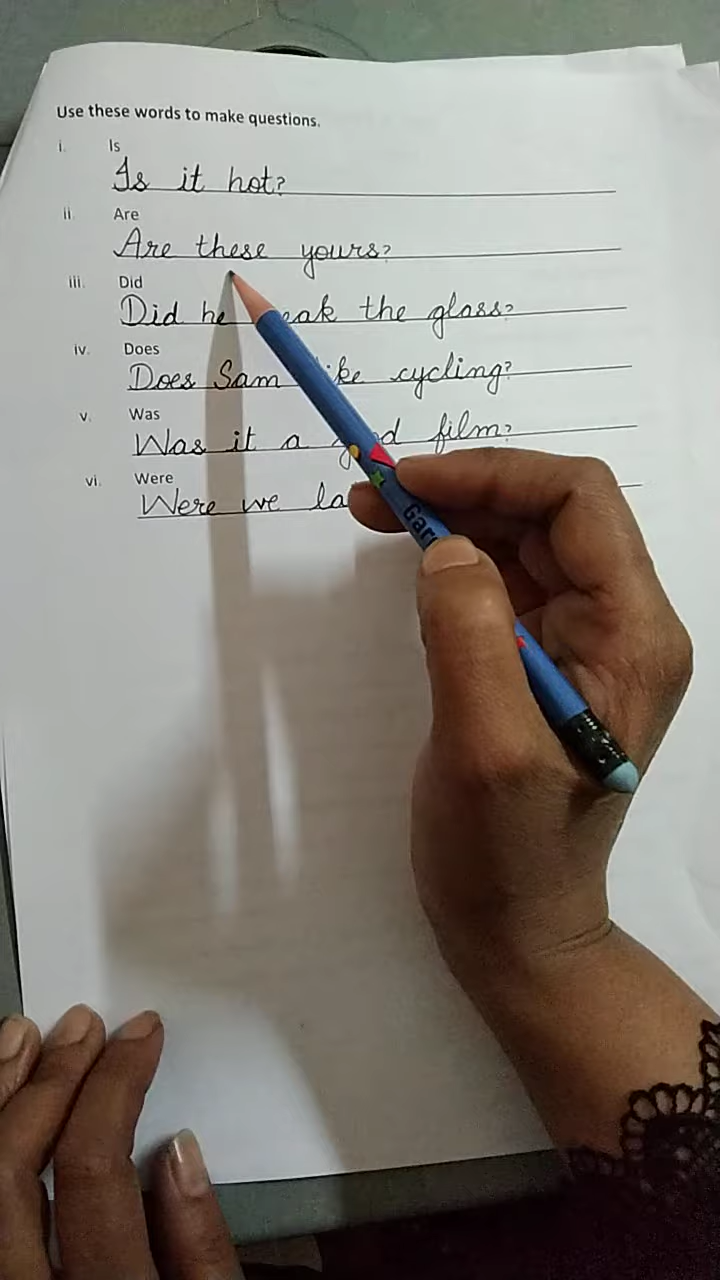 Use these words to make questions.
i. Is
Is it hot?
ii. Are
Are these yours?
iii. Did
Did he the glass?
iv. Does
Does Sam cycling?
v. Was
Was it a film?
vi. Were
Were we